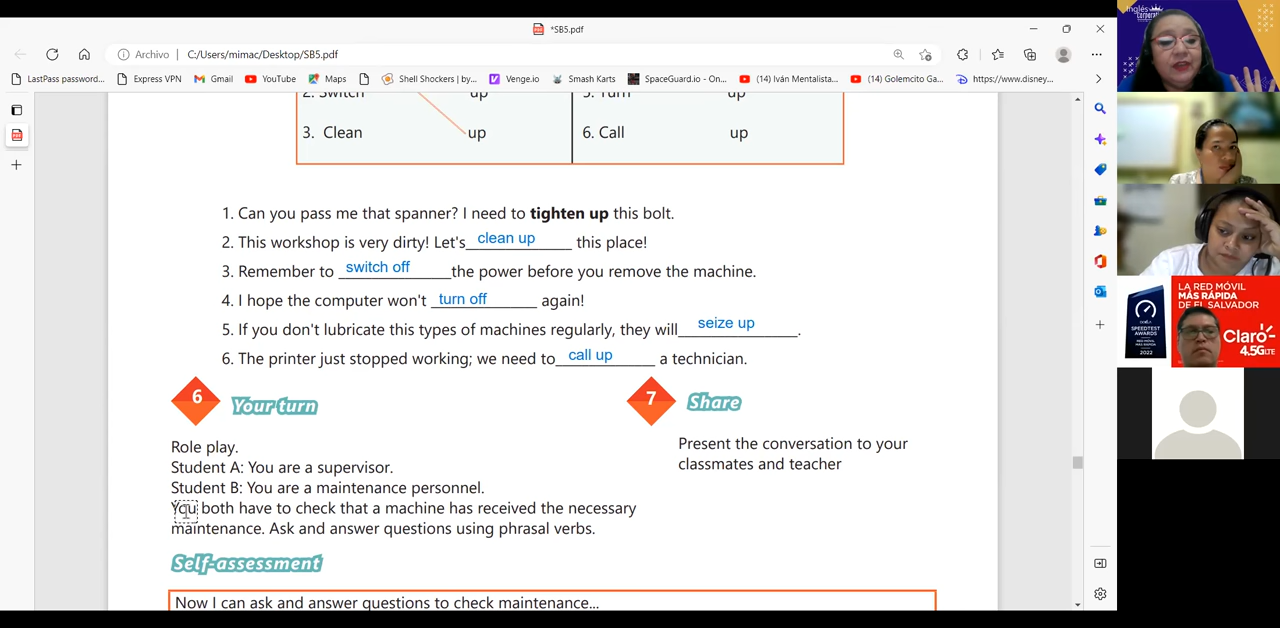 *SB5.pdf
Archivo | C:/Users/mimac/Desktop/SB5.pdf
LastPass password... Express VPN Gmail YouTube Maps Shell Shockers | by... Venge.io Smash Karts SpaceGuard.io - On... (14) Iván Mentalista... (14) Golemcito Ga... https://www.disney...
2. Switch up 5. Turn up
3. Clean up 6. Call up
1. Can you pass me that spanner? I need to tighten up this bolt.
2. This workshop is very dirty! Let's clean up this place!
3. Remember to switch off the power before you remove the machine.
4. I hope the computer won't turn off again!
5. If you don't lubricate this types of machines regularly, they will seize up.
6. The printer just stopped working; we need to call up a technician.
6 Your turn
Role play.
Student A: You are a supervisor.
Student B: You are a maintenance personnel.
You both have to check that a machine has received the necessary
maintenance. Ask and answer questions using phrasal verbs.
7 Share
Present the conversation to your
classmates and teacher
Self-assessment
Now I can ask and answer questions to check maintenance...
Inglés
Corporativo
LA RED MÓVIL
MÁS RÁPIDA
DE EL SALVADOR
SPEEDTEST
AWARDS
2022
Claro
4.5G LTE